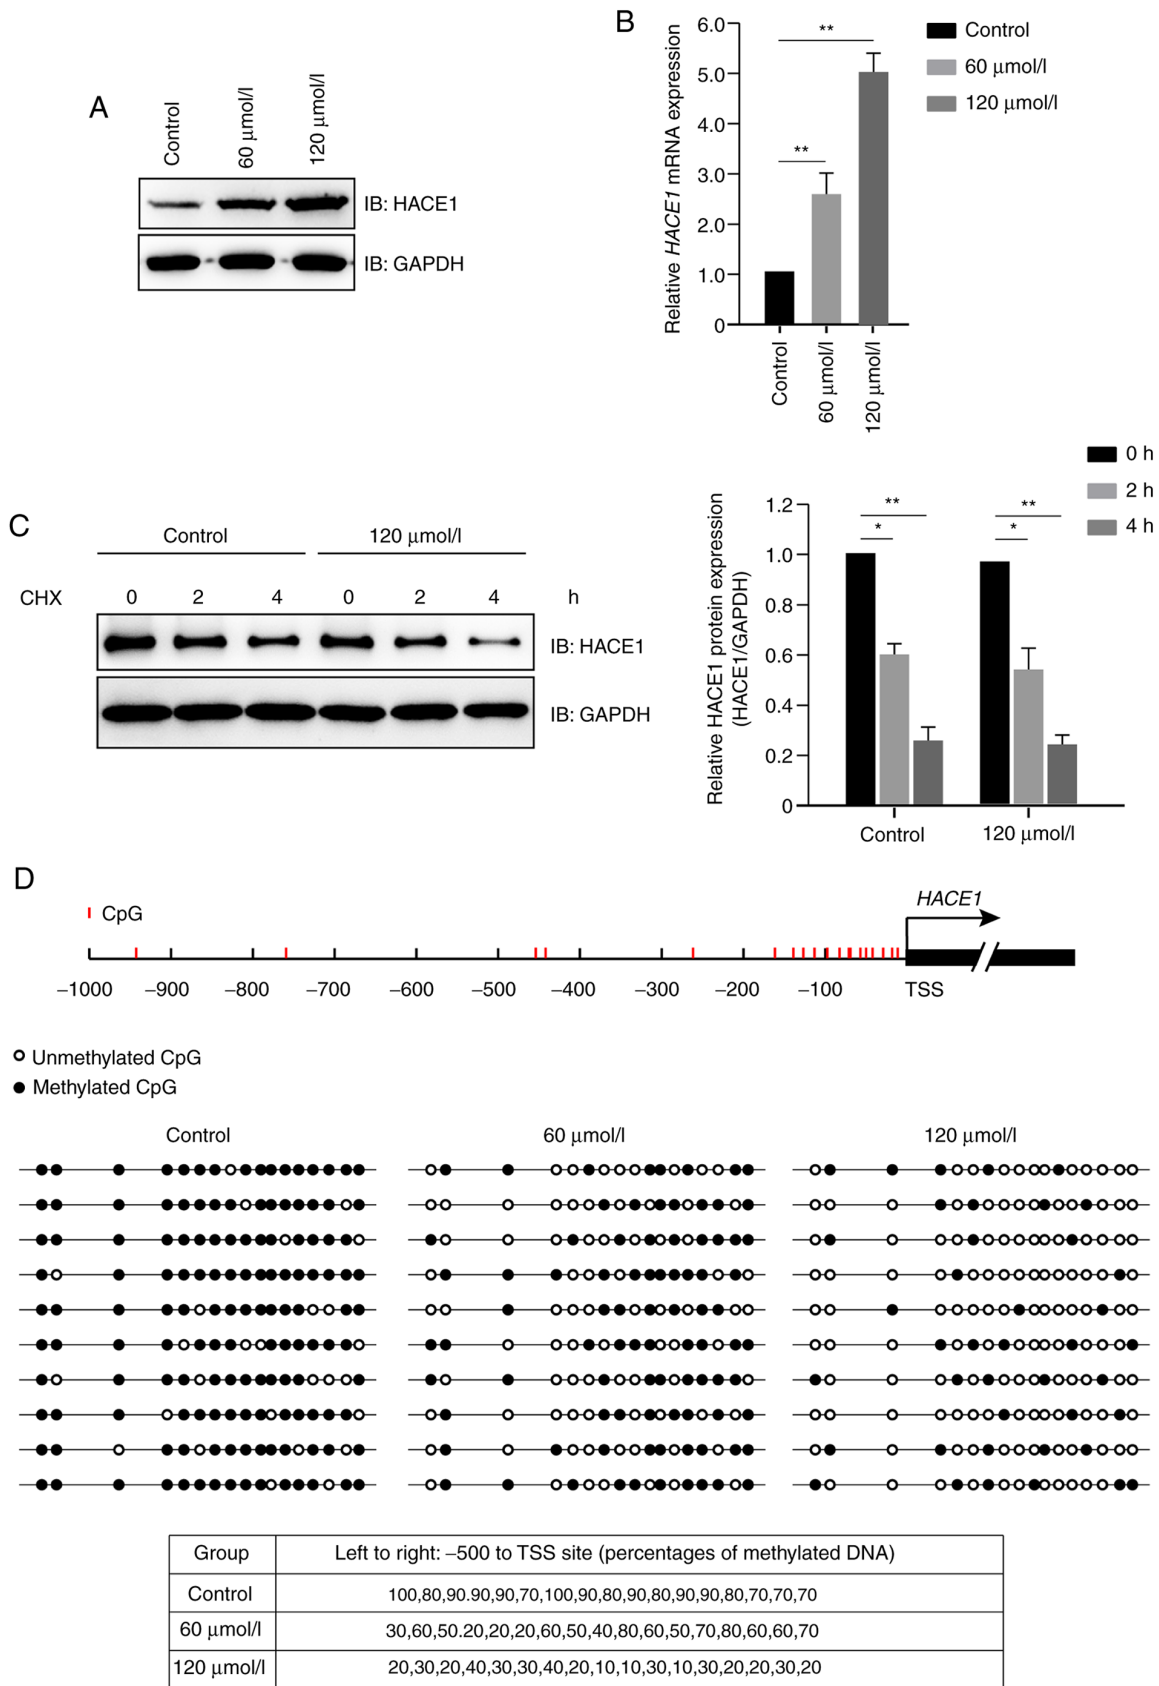 A
Control
60 μmol/l
120 μmol/l
IB: HACE1
IB: GAPDH
B
Relative HACE1 mRNA expression
6.0
5.0
4.0
3.0
2.0
1.0
0
**
**
Control
60 μmol/l
120 μmol/l
Control
60 μmol/l
120 μmol/l
C
Control
120 μmol/l
CHX
0
2
4
0
2
4
h
IB: HACE1
IB: GAPDH
Relative HACE1 protein expression
(HACE1/GAPDH)
1.2
1.0
0.8
0.6
0.4
0.2
0
**
*
**
*
Control
120 μmol/l
0 h
2 h
4 h
D
CpG
HACE1
–1000
–900
–800
–700
–600
–500
–400
–300
–200
–100
TSS
Unmethylated CpG
Methylated CpG
Control
60 μmol/l
120 μmol/l
Group
Left to right: –500 to TSS site (percentages of methylated DNA)
Control
100,80,90.90,90,70,100,90,80,90,80,90,90,80,70,70,70
60 μmol/l
30,60,50.20,20,20,60,50,40,80,60,50,70,80,60,60,70
120 μmol/l
20,30,20,40,30,30,40,20,10,10,30,10,30,20,20,30,20